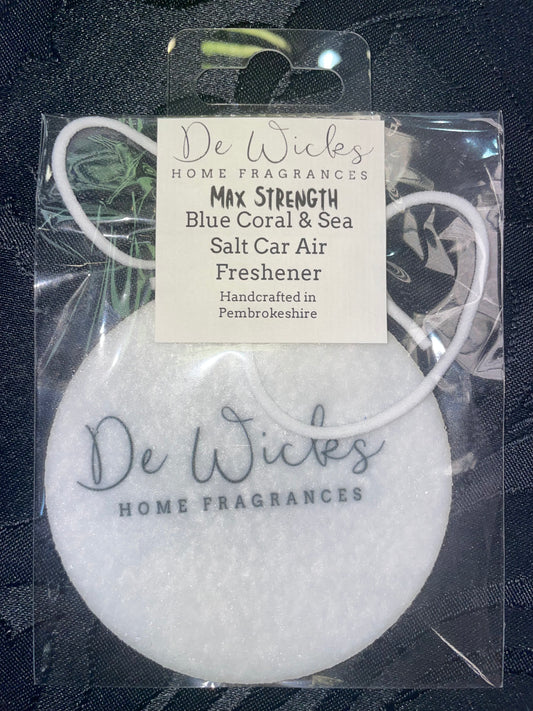 De Wicks
HOME FRAGRANCES
MAX STRENGTH
Blue Coral & Sea
Salt Car Air
Freshener
Handcrafted in
Pembrokeshire
De Wicks
HOME FRAGRANCES